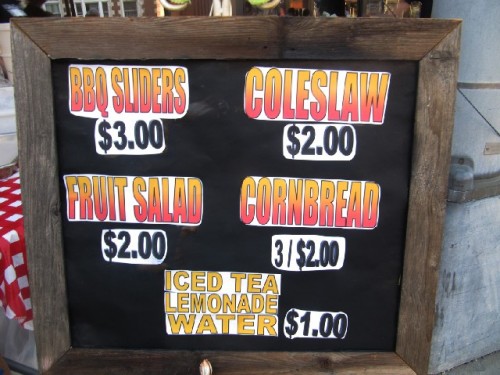 BBQ SLIDERS
$3.00
COLESLAW
$2.00
FRUIT SALAD
$2.00
CORNBREAD
3/$2.00
ICED TEA
LEMONADE
WATER
$1.00